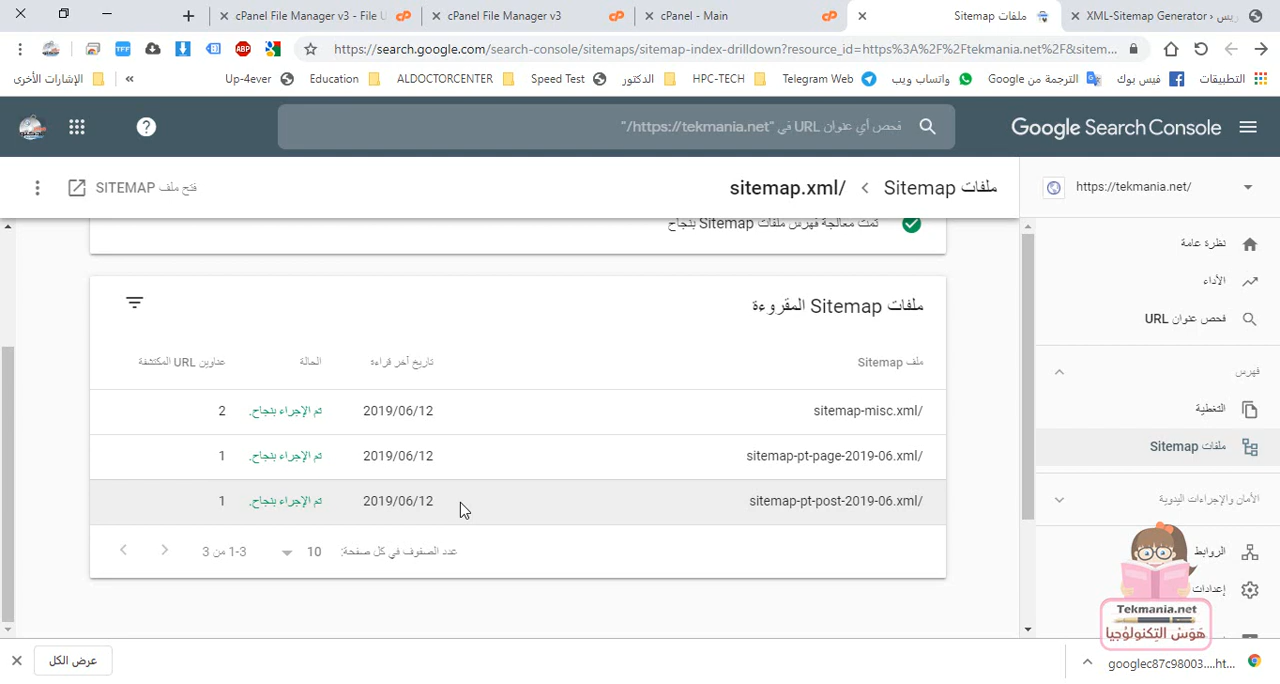 cPanel File Manager v3 - File U
cPanel File Manager v3
cPanel - Main
ملفات Sitemap
XML-Sitemap Generator ‹ ريس
https://search.google.com/search-console/sitemaps/sitemap-index-drilldown?resource_id=https%3A%2F%2Ftekmania.net%2F&sitem...
التطبيقات
فيس بوك
الترجمة من Google
واتساب ويب
Telegram Web
HPC-TECH
الدكتور
Speed Test
ALDOCTORCENTER
Education
Up-4ever
«
الإشارات الأخرى
Google Search Console
فحص أي عنوان URL في "https://tekmania.net/"
https://tekmania.net/
ملفات Sitemap
/sitemap.xml
فتح ملف SITEMAP
تمت معالجة فهرس ملفات Sitemap بنجاح
ملفات Sitemap المقروءة
ملف Sitemap تاريخ آخر قراءة الحالة عناوين URL المكتشفة
/sitemap-misc.xml 2019/06/12 تم الإجراء بنجاح. 2
/sitemap-pt-page-2019-06.xml 2019/06/12 تم الإجراء بنجاح. 1
/sitemap-pt-post-2019-06.xml 2019/06/12 تم الإجراء بنجاح. 1
عدد الصفوف في كل صفحة: 10 1-3 من 3
نظرة عامة
الأداء
فحص عنوان URL
فهرس
التغطية
ملفات Sitemap
الأمان والإجراءات اليدوية
الروابط
إعدادات
Tekmania.net
هَوَس التِكنولوُجيا
عرض الكل
googlec87c98003....ht...